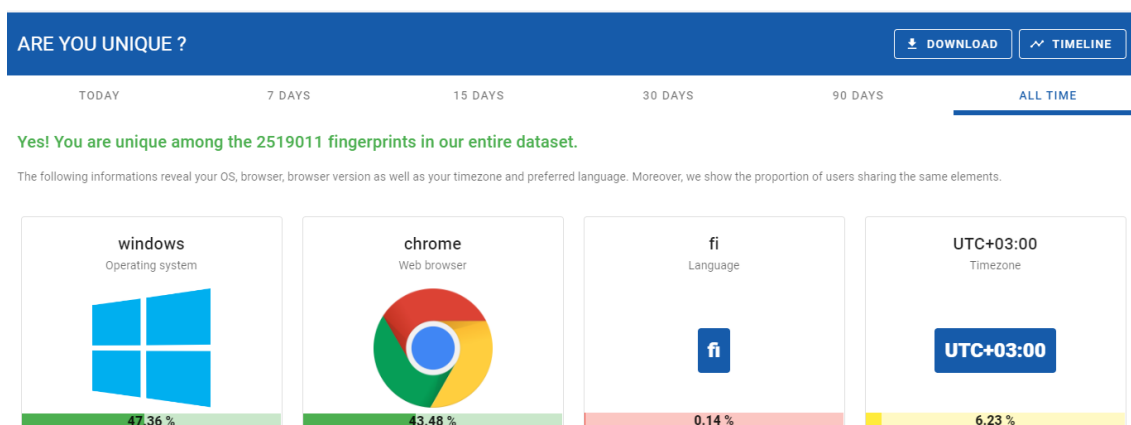 ARE YOU UNIQUE ?
DOWNLOAD
TIMELINE
TODAY
7 DAYS
15 DAYS
30 DAYS
90 DAYS
ALL TIME
Yes! You are unique among the 2519011 fingerprints in our entire dataset.
The following informations reveal your OS, browser, browser version as well as your timezone and preferred language. Moreover, we show the proportion of users sharing the same elements.
windows
Operating system
47.36 %
chrome
Web browser
43.48 %
fi
Language
fi
0.14 %
UTC+03:00
Timezone
UTC+03:00
6.23 %